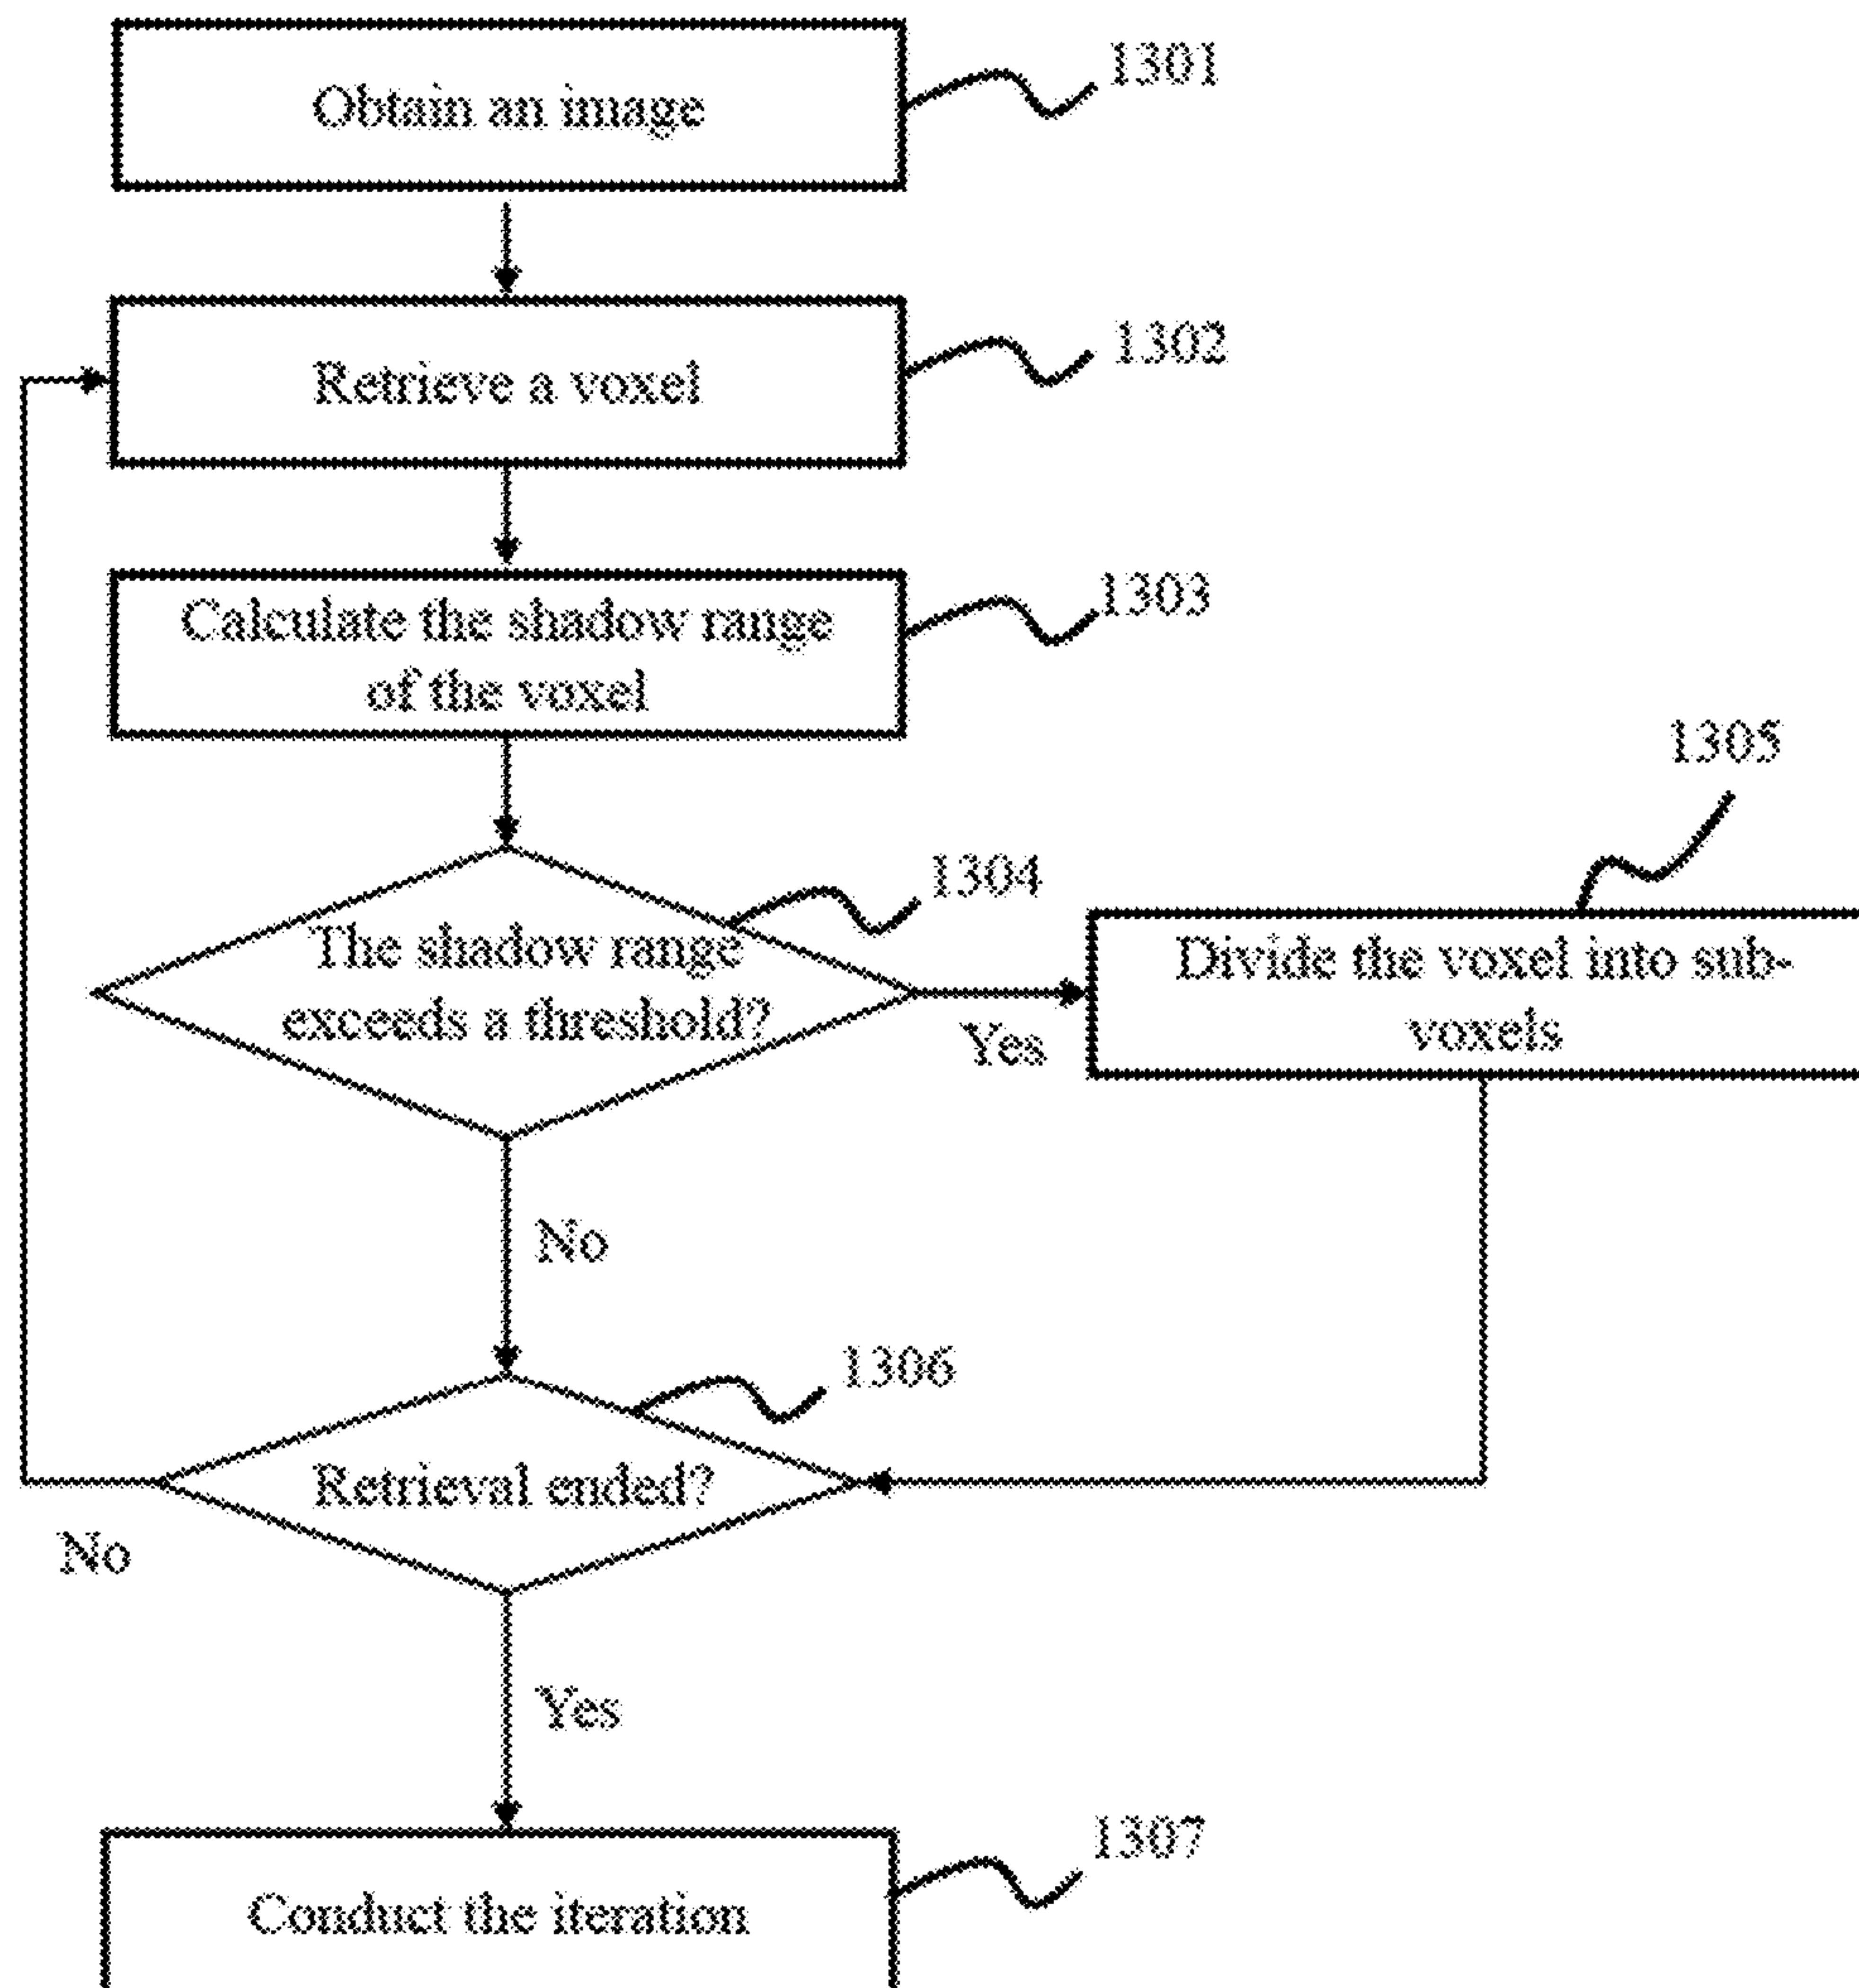 Obtain an image
1301
Retrieve a voxel
1302
Calculate the shadow range
of the voxel
1303
1305
1304
The shadow range
exceeds a threshold?
Yes
Divide the voxel into sub-
voxels
No
1306
Retrieval ended?
No
Yes
1307
Conduct the iteration